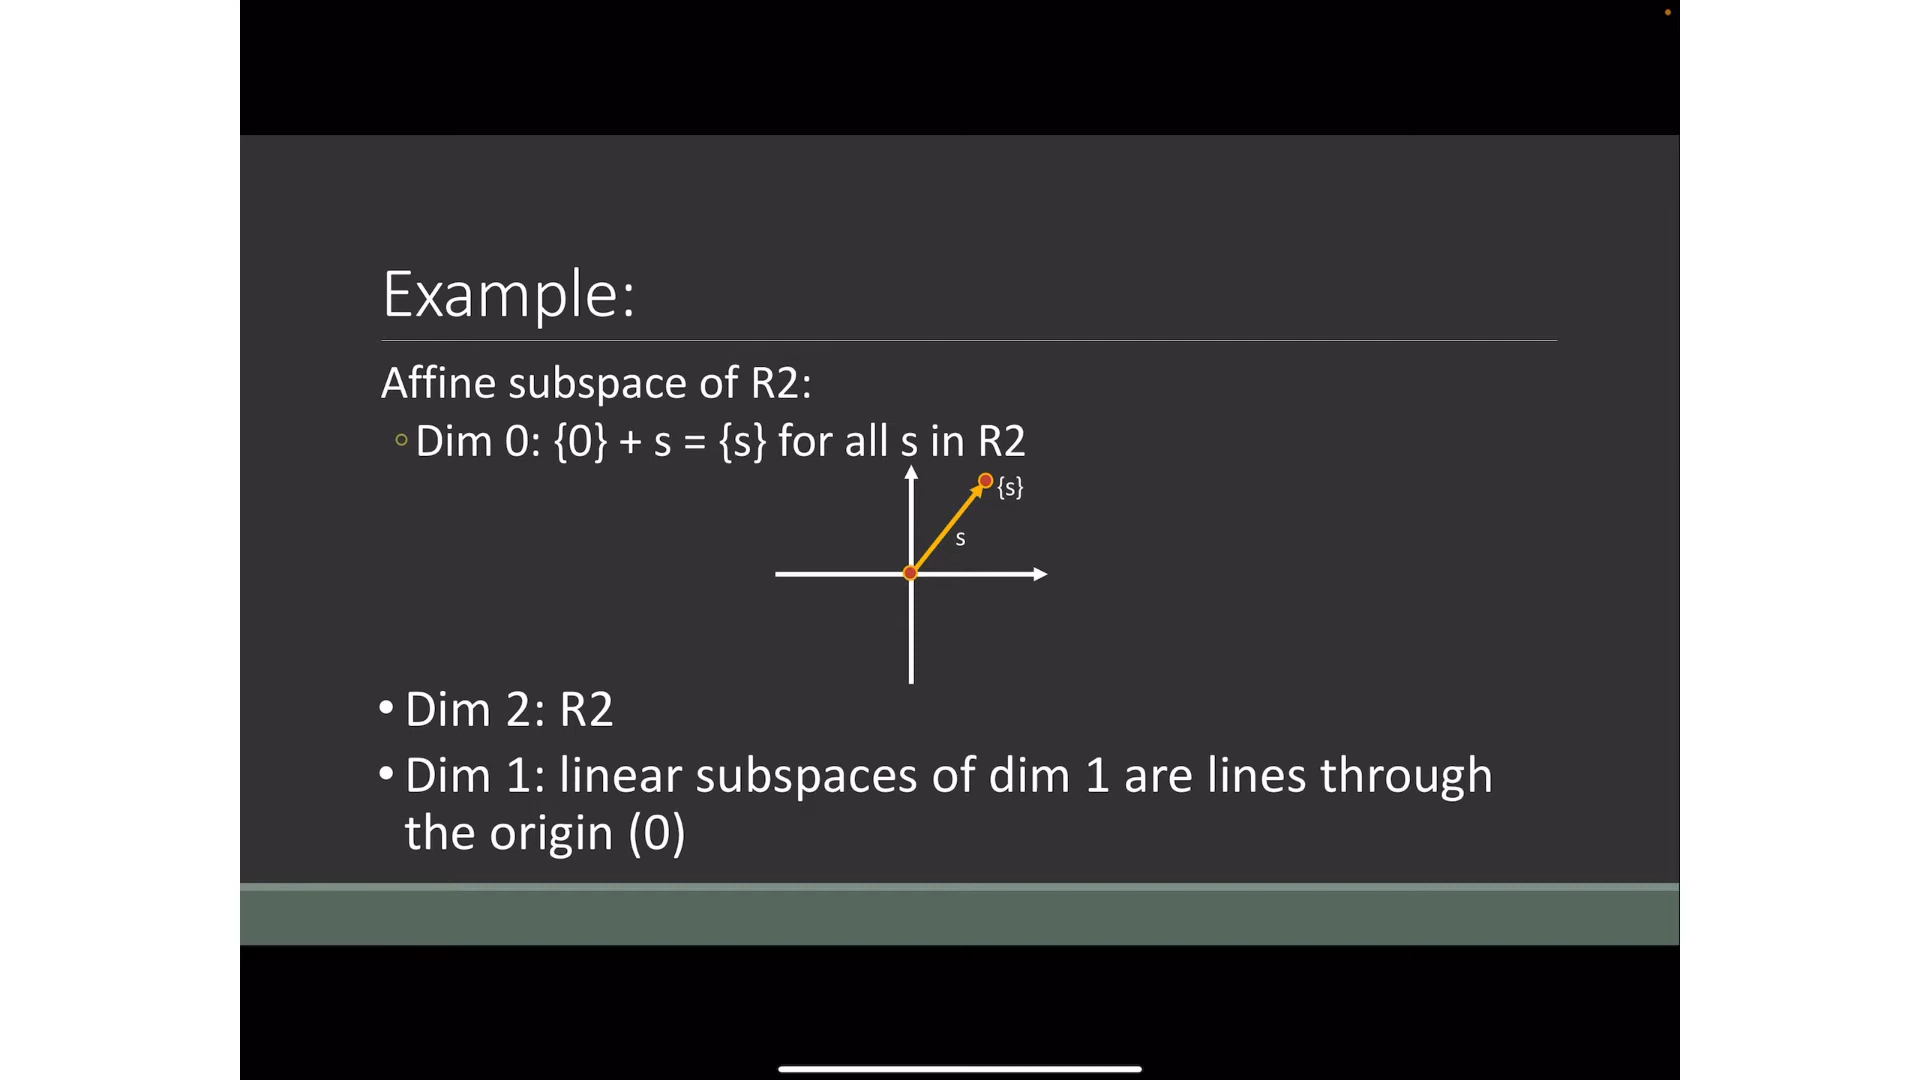 Example:
Affine subspace of R2:
◦ Dim 0: {0} + s = {s} for all s in R2
{s}
s
• Dim 2: R2
• Dim 1: linear subspaces of dim 1 are lines through
the origin (0)